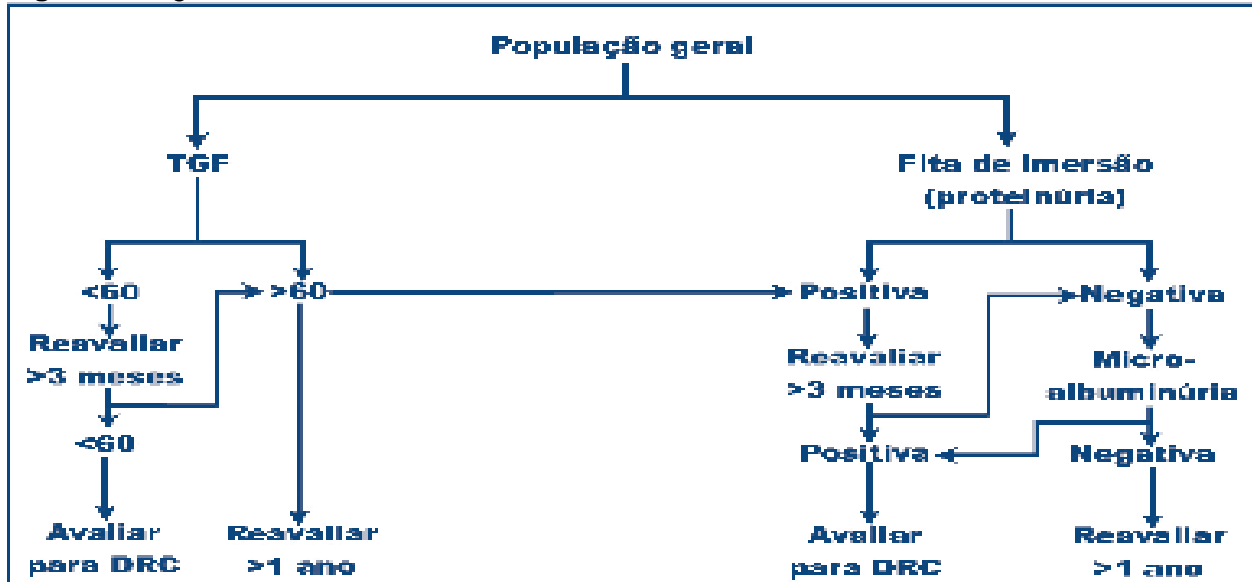 População geral
TGF
Fita de Imersão
(proteinúria)
<60
>60
Positiva
Negativa
Reavaliar
>3 meses
Reavaliar
>3 meses
Micro-
albuminúria
<60
Positiva
Negativa
Avaliar
para DRC
Reavaliar
>1 ano
Avaliar
para DRC
Reavaliar
>1 ano